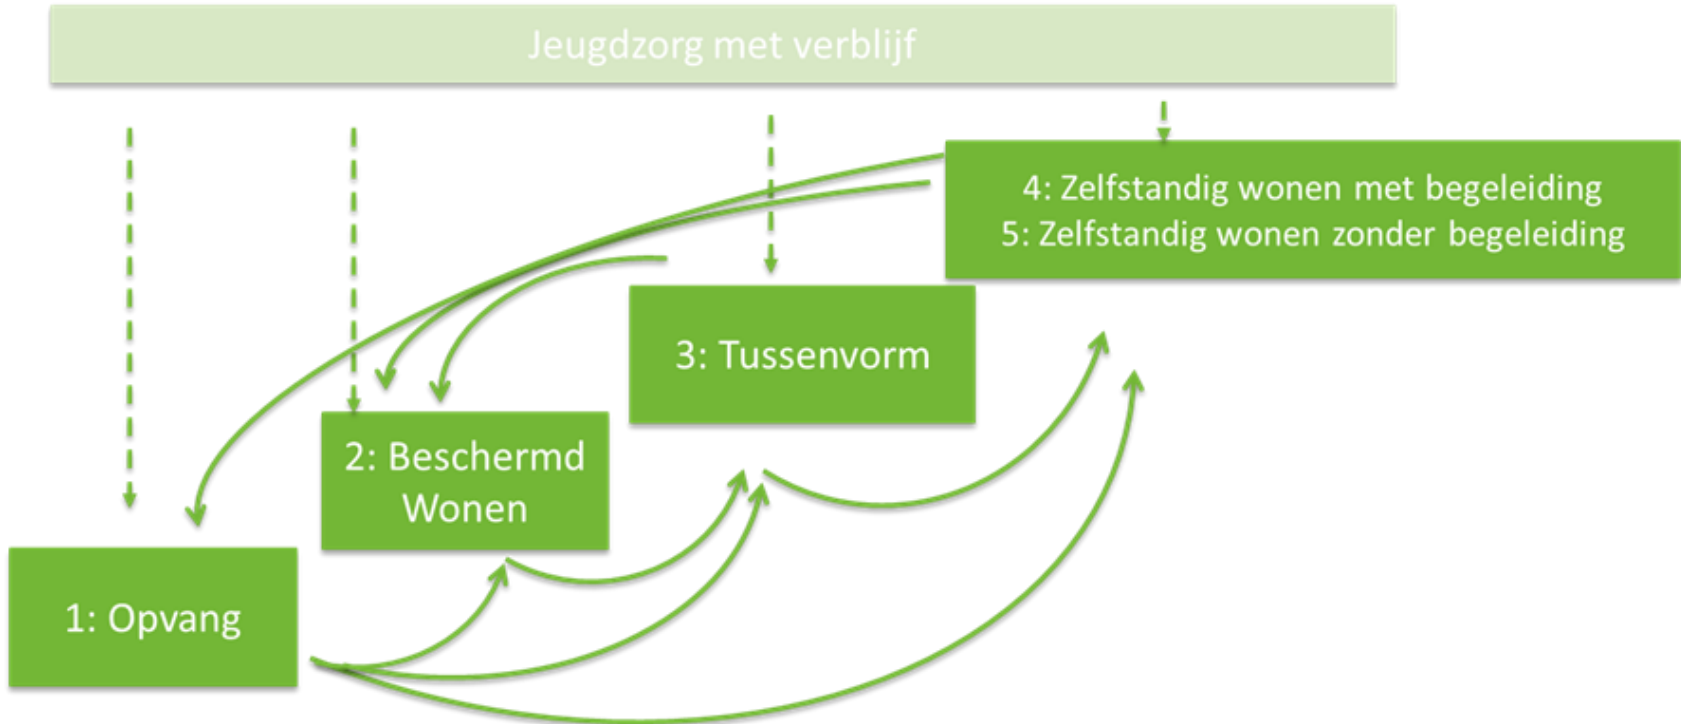 Jeugdzorg met verblijf
4: Zelfstandig wonen met begeleiding
5: Zelfstandig wonen zonder begeleiding
3: Tussenvorm
2: Beschermd
Wonen
1: Opvang